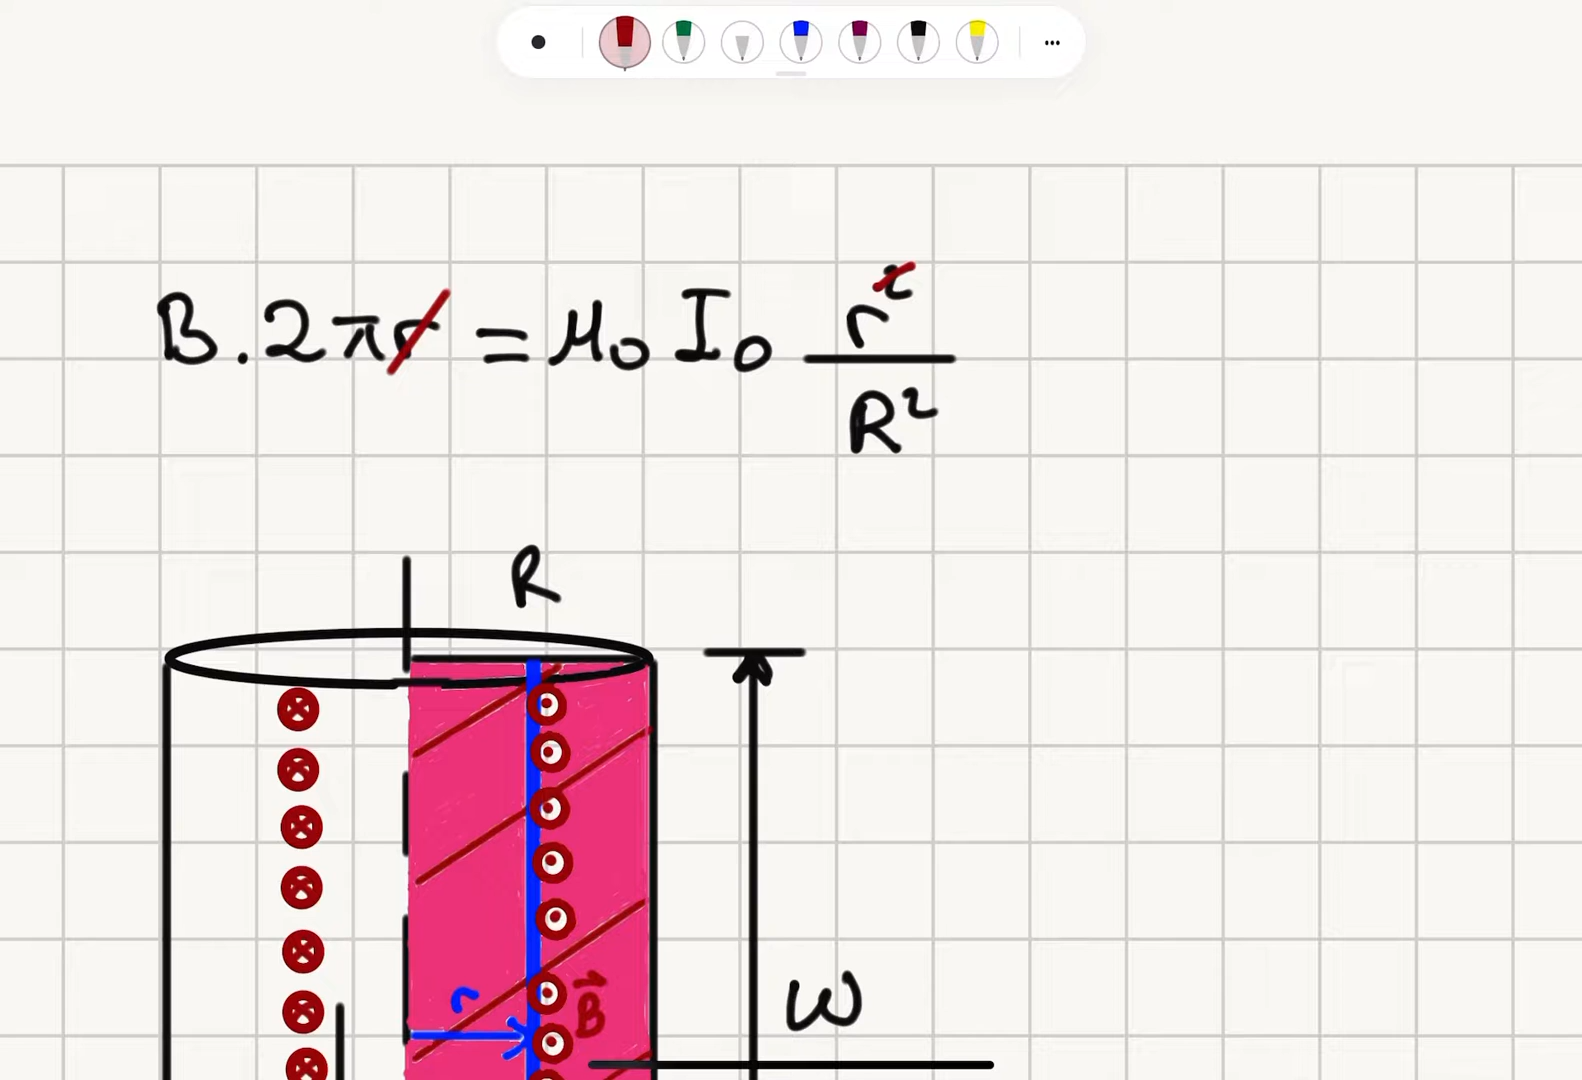 B.2πr = μ₀ I₀ r²/R²
R
r
B⃗
W